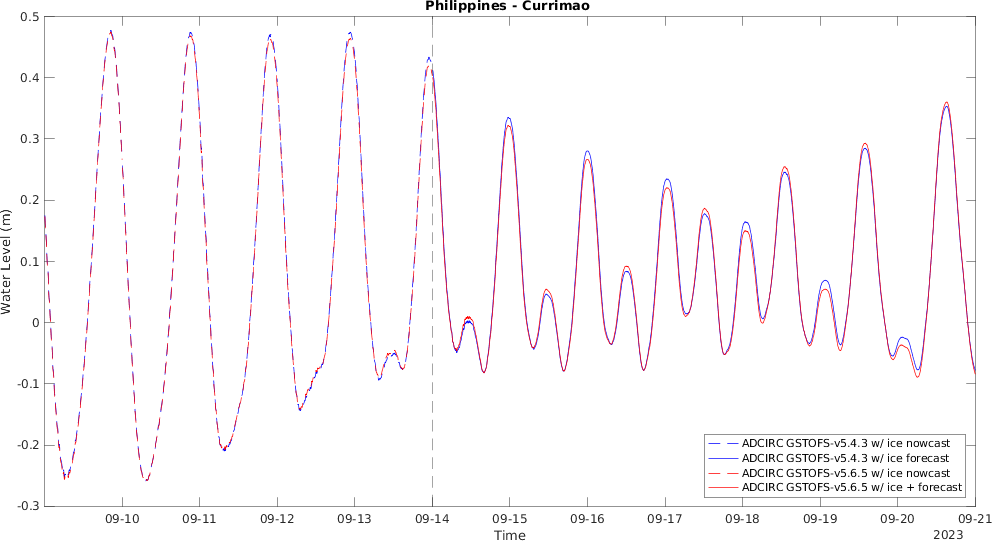 Philippines - Currimao
0.5
0.4
0.3
0.2
0.1
0
-0.1
-0.2
-0.3
Water Level (m)
ADCIRC GSTOFS-v5.4.3 w/ ice nowcast
ADCIRC GSTOFS-v5.4.3 w/ ice forecast
ADCIRC GSTOFS-v5.6.5 w/ ice nowcast
ADCIRC GSTOFS-v5.6.5 w/ ice + forecast
09-10 09-11 09-12 09-13 09-14 09-15 09-16 09-17 09-18 09-19 09-20 09-21
Time
2023